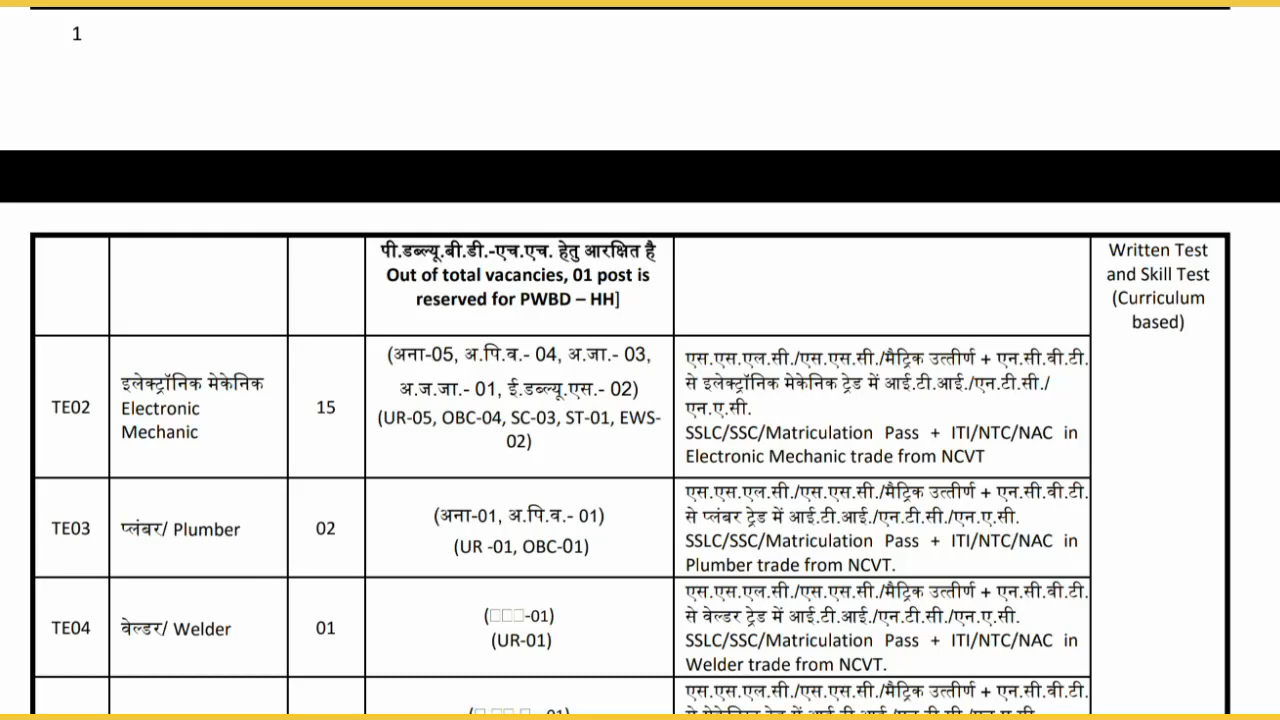 1
पी.डब्ल्यू.बी.डी.-एच.एच. हेतु आरक्षित है
Out of total vacancies, 01 post is
reserved for PWBD – HH]
Written Test
and Skill Test
(Curriculum
based)
TE02
इलेक्ट्रॉनिक मेकेनिक
Electronic
Mechanic
15
(अना-05, अ.पि.व.- 04, अ.जा.- 03,
अ.ज.जा.- 01, ई.डब्ल्यू.एस.- 02)
(UR-05, OBC-04, SC-03, ST-01, EWS-
02)
एस.एस.एल.सी./एस.एस.सी./मैट्रिक उत्तीर्ण + एन.सी.वी.टी.
से इलेक्ट्रॉनिक मेकेनिक ट्रेड में आई.टी.आई./एन.टी.सी./
एन.ए.सी.
SSLC/SSC/Matriculation Pass + ITI/NTC/NAC in
Electronic Mechanic trade from NCVT
TE03
प्लंबर/ Plumber
02
(अना-01, अ.पि.व.- 01)
(UR -01, OBC-01)
एस.एस.एल.सी./एस.एस.सी./मैट्रिक उत्तीर्ण + एन.सी.वी.टी.
से प्लंबर ट्रेड में आई.टी.आई./एन.टी.सी./एन.ए.सी.
SSLC/SSC/Matriculation Pass + ITI/NTC/NAC in
Plumber trade from NCVT.
TE04
वेल्डर/ Welder
01
(□□□-01)
(UR-01)
एस.एस.एल.सी./एस.एस.सी./मैट्रिक उत्तीर्ण + एन.सी.वी.टी.
से वेल्डर ट्रेड में आई.टी.आई./एन.टी.सी./एन.ए.सी.
SSLC/SSC/Matriculation Pass + ITI/NTC/NAC in
Welder trade from NCVT.
एस.एस.एल.सी./एस.एस.सी./मैट्रिक उत्तीर्ण + एन.सी.वी.टी.